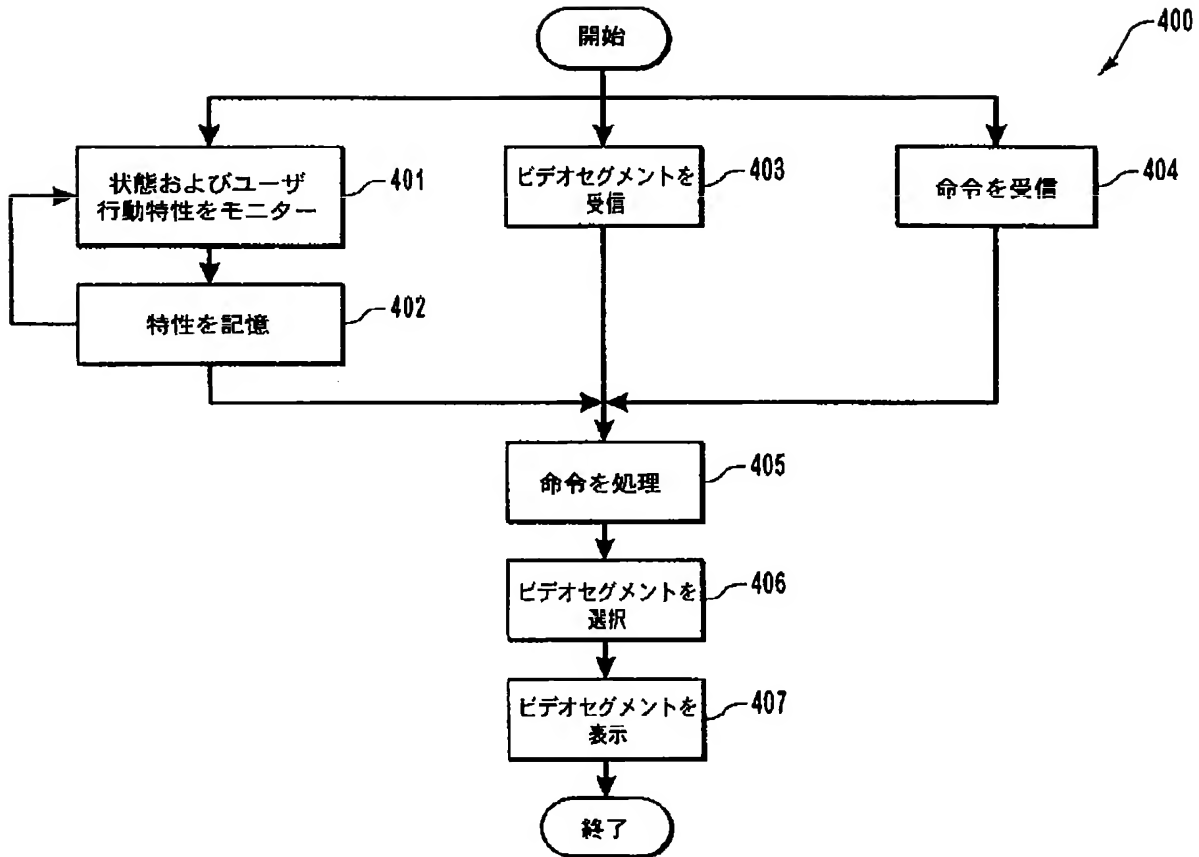 開始
400
状態およびユーザ
行動特性をモニター
401
ビデオセグメントを
受信
403
命令を受信
404
特性を記憶
402
命令を処理
405
ビデオセグメントを
選択
406
ビデオセグメントを
表示
407
終了